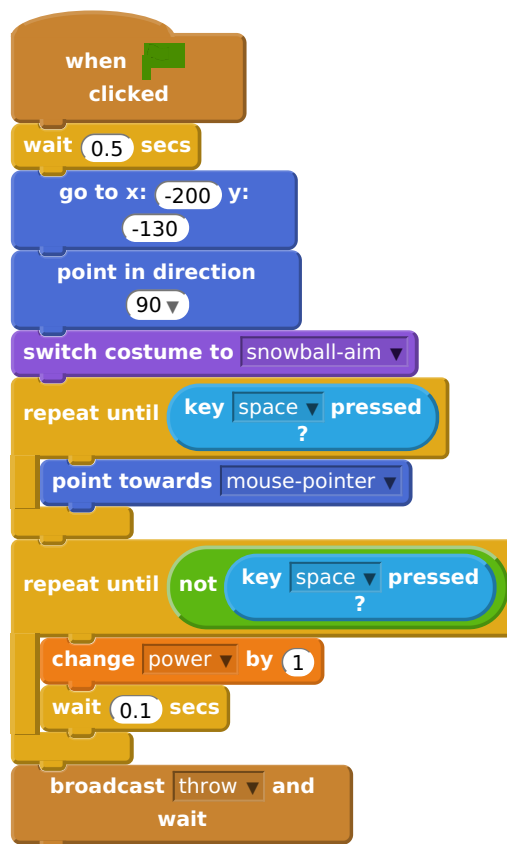 when
clicked
wait 0.5 secs
go to x: -200 y:
-130
point in direction
90 ▼
switch costume to snowball-aim ▼
repeat until key space ▼ pressed
?
point towards mouse-pointer ▼
repeat until not key space ▼ pressed
?
change power ▼ by 1
wait 0.1 secs
broadcast throw ▼ and
wait